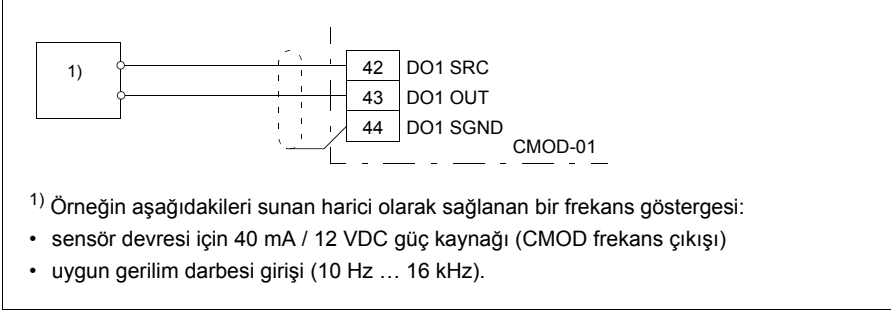 1)
42 DO1 SRC
43 DO1 OUT
44 DO1 SGND
CMOD-01
1) Örneğin aşağıdakileri sunan harici olarak sağlanan bir frekans göstergesi:
• sensör devresi için 40 mA / 12 VDC güç kaynağı (CMOD frekans çıkışı)
• uygun gerilim darbesi girişi (10 Hz … 16 kHz).